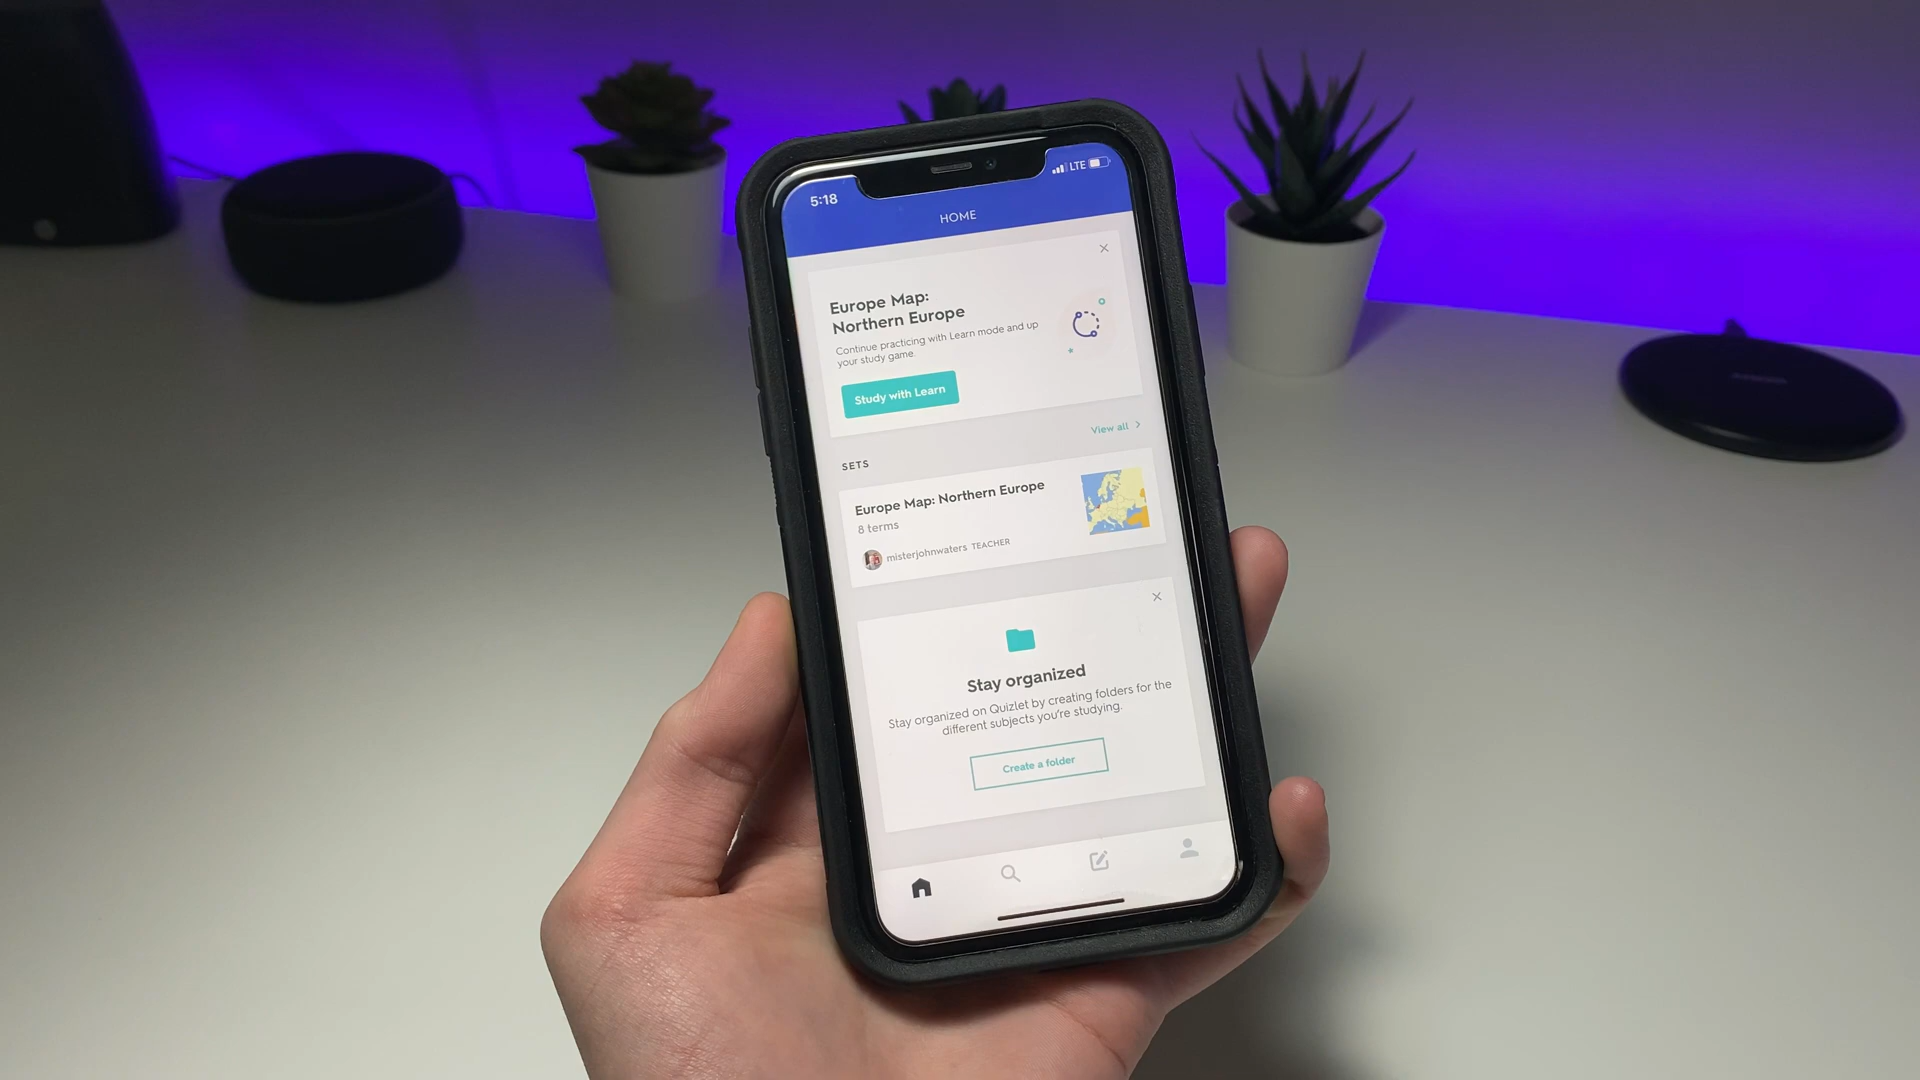 5:18
LTE
HOME
Europe Map:
Northern Europe
Continue practicing with Learn mode and up
your study game.
Study with Learn
View all
SETS
Europe Map: Northern Europe
8 terms
misterjohnwaters TEACHER
Stay organized
Stay organized on Quizlet by creating folders for the
different subjects you're studying.
Create a folder